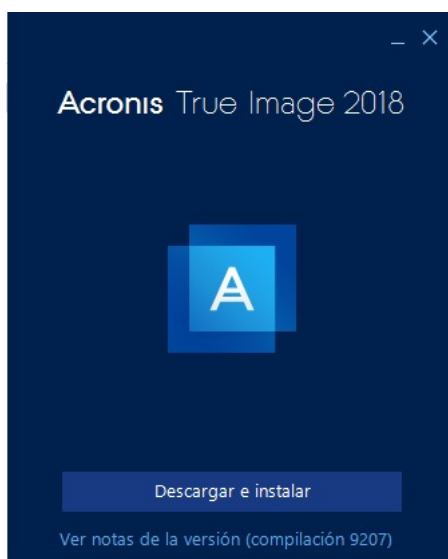 Acronis True Image 2018
A
Descargar e instalar
Ver notas de la versión (compilación 9207)